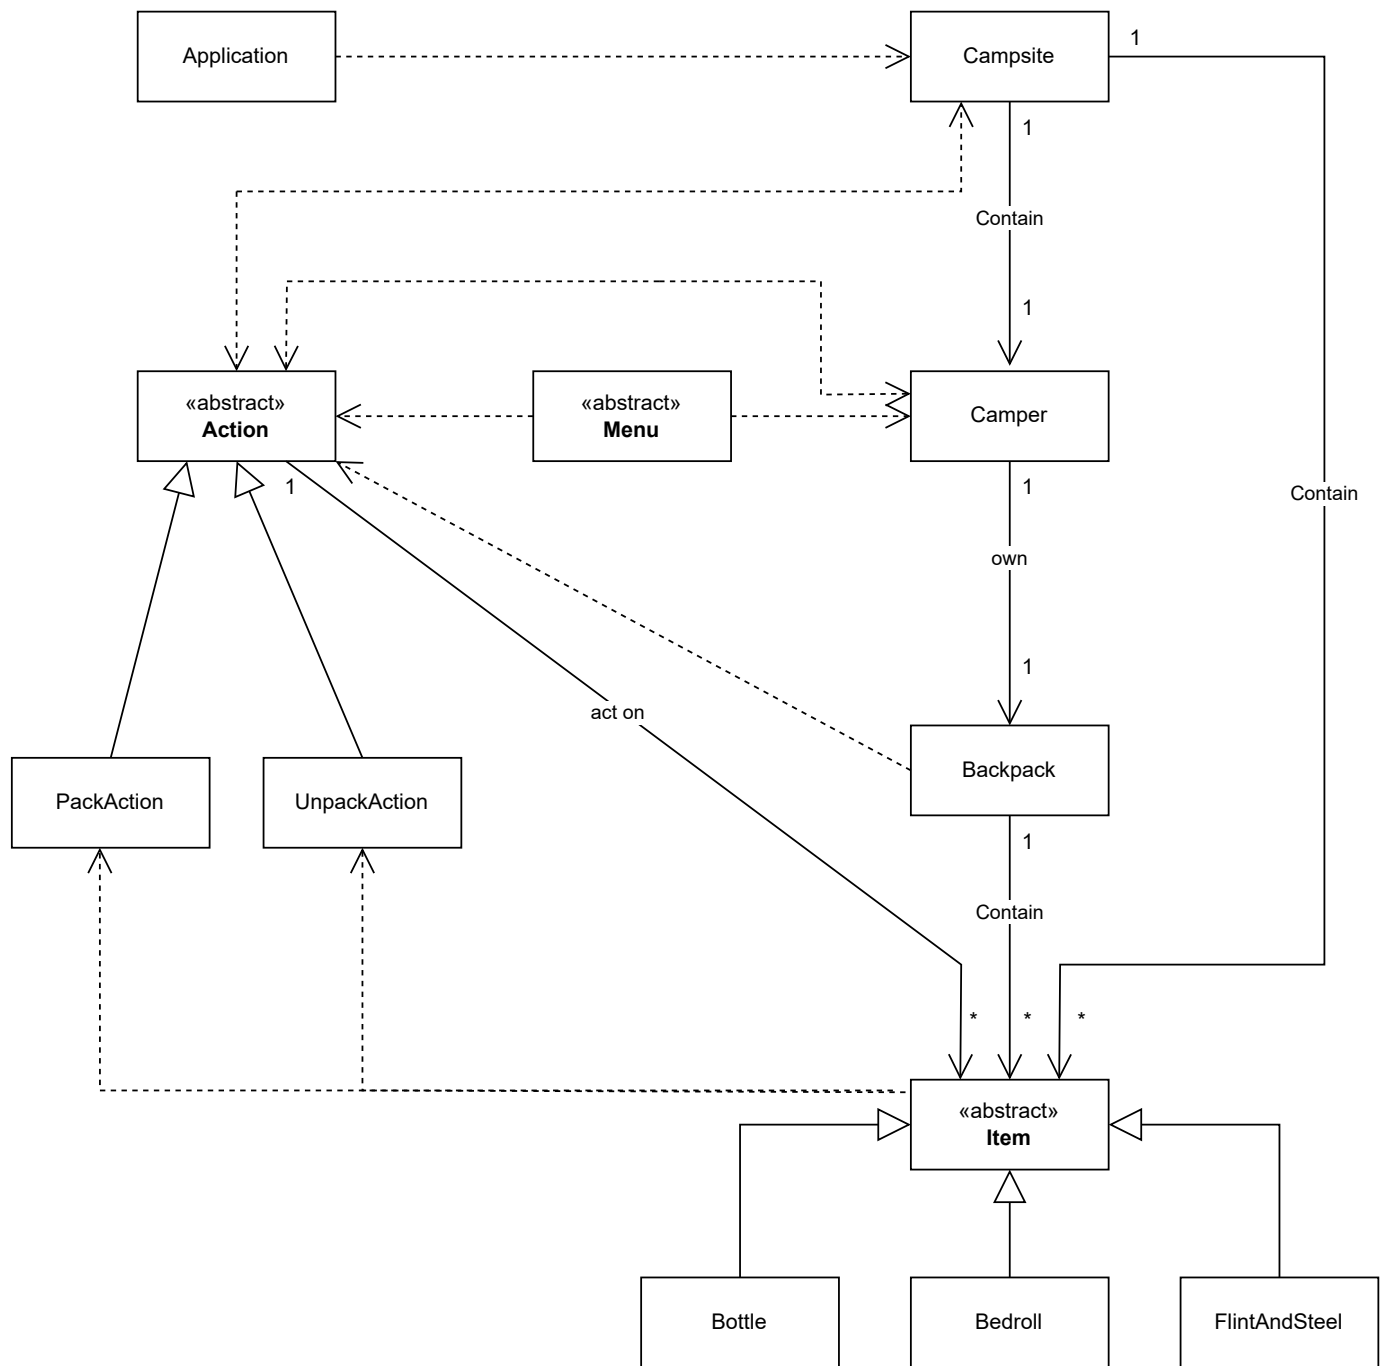 Application
Campsite
1
1
Contain
1
«abstract»
Action
«abstract»
Menu
Camper
1
1
Contain
own
1
act on
Backpack
PackAction
UnpackAction
1
Contain
*
*
*
«abstract»
Item
Bottle
Bedroll
FlintAndSteel